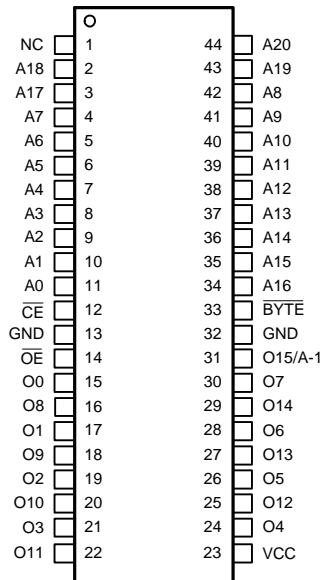 NC 1 44 A20
A18 2 43 A19
A17 3 42 A8
A7 4 41 A9
A6 5 40 A10
A5 6 39 A11
A4 7 38 A12
A3 8 37 A13
A2 9 36 A14
A1 10 35 A15
A0 11 34 A16
CE 12 33 BYTE
GND 13 32 GND
OE 14 31 O15/A-1
O0 15 30 O7
O8 16 29 O14
O1 17 28 O6
O9 18 27 O13
O2 19 26 O5
O10 20 25 O12
O3 21 24 O4
O11 22 23 VCC